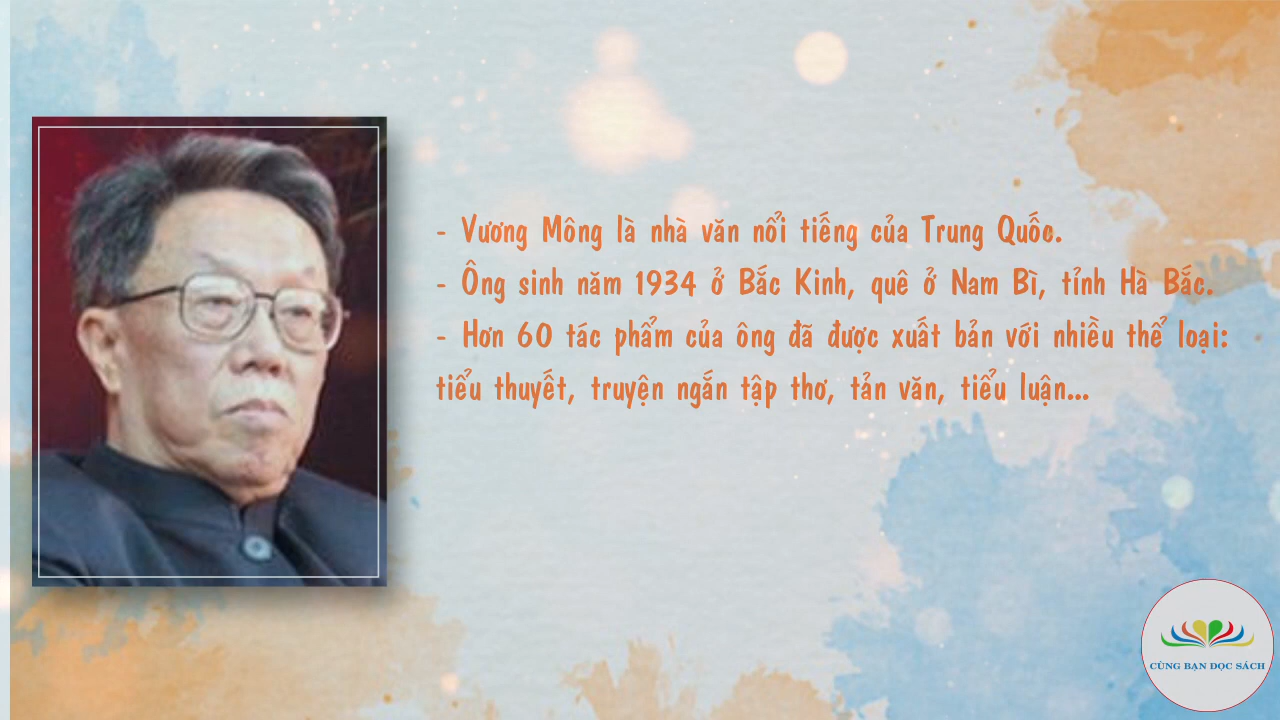 - Vương Mông là nhà văn nổi tiếng của Trung Quốc.
- Ông sinh năm 1934 ở Bắc Kinh, quê ở Nam Bì, tỉnh Hà Bắc.
- Hơn 60 tác phẩm của ông đã được xuất bản với nhiều thể loại:
tiểu thuyết, truyện ngắn tập thơ, tản văn, tiểu luận...
CÙNG BẠN ĐỌC SÁCH